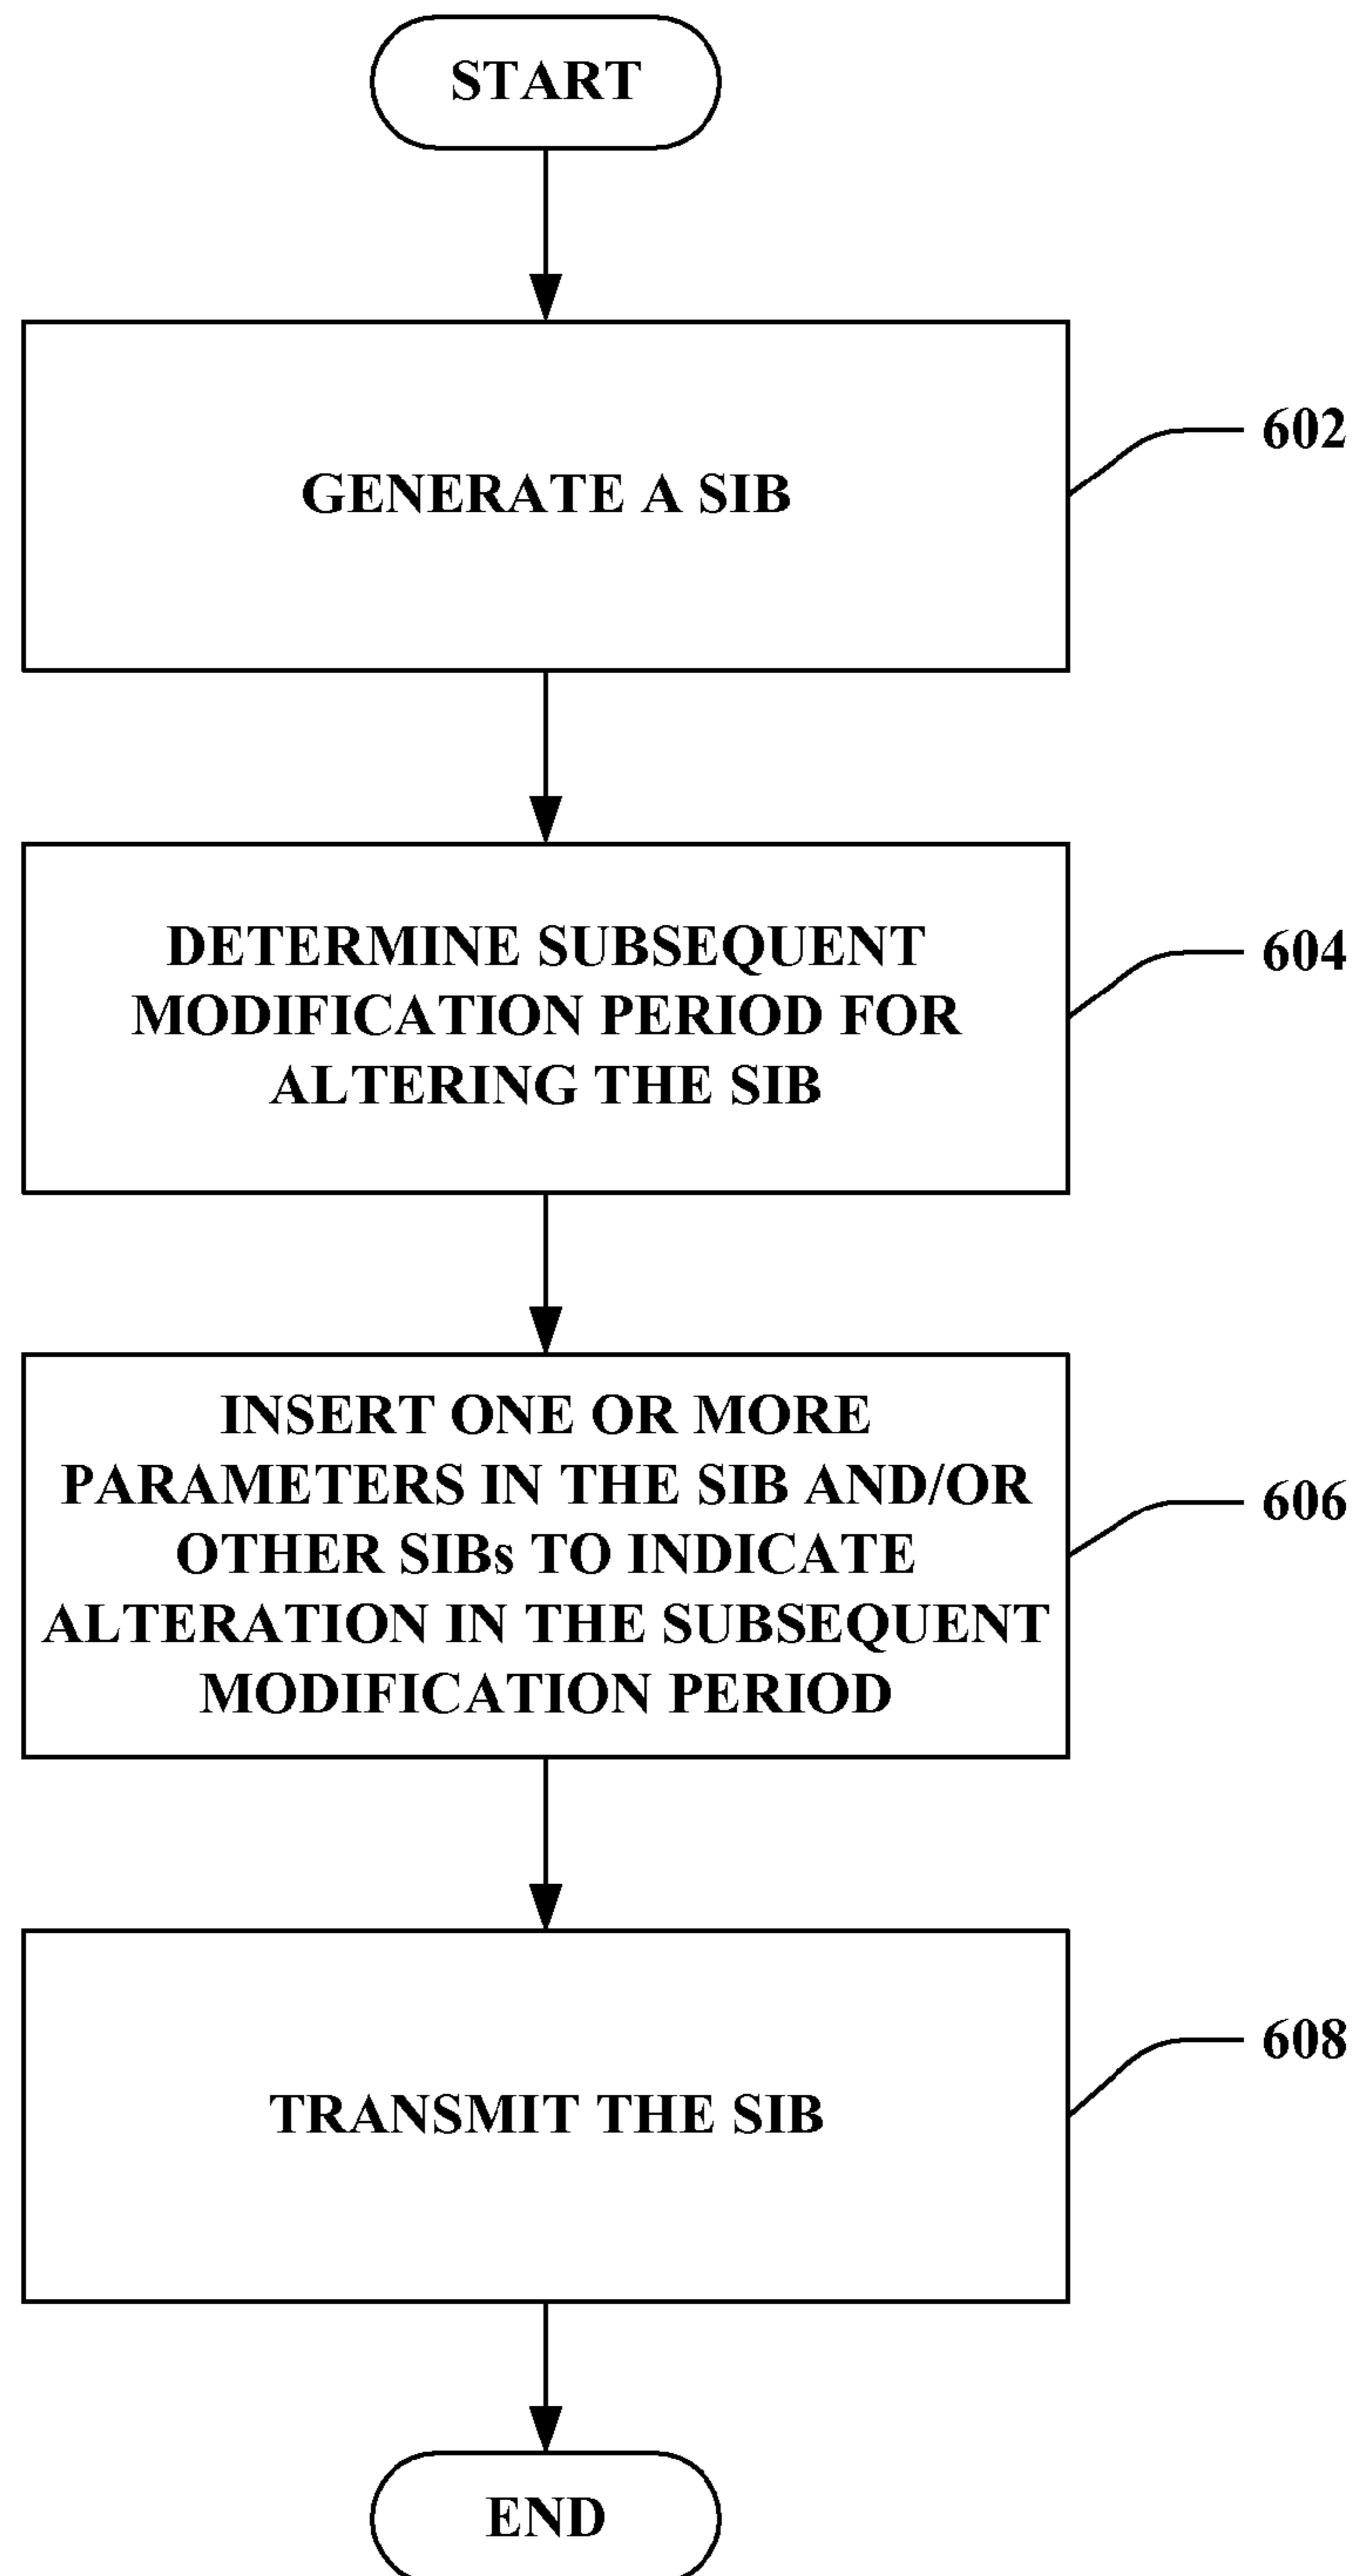 START
GENERATE A SIB
602
DETERMINE SUBSEQUENT
MODIFICATION PERIOD FOR
ALTERING THE SIB
604
INSERT ONE OR MORE
PARAMETERS IN THE SIB AND/OR
OTHER SIBs TO INDICATE
ALTERATION IN THE SUBSEQUENT
MODIFICATION PERIOD
606
TRANSMIT THE SIB
608
END